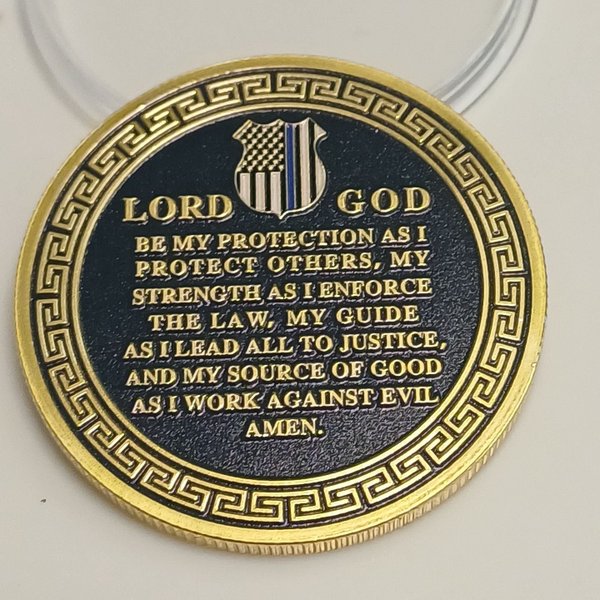 LORD GOD
BE MY PROTECTION AS I
PROTECT OTHERS, MY
STRENGTH AS I ENFORCE
THE LAW, MY GUIDE
AS I LEAD ALL TO JUSTICE,
AND MY SOURCE OF GOOD
AS I WORK AGAINST EVIL
AMEN.